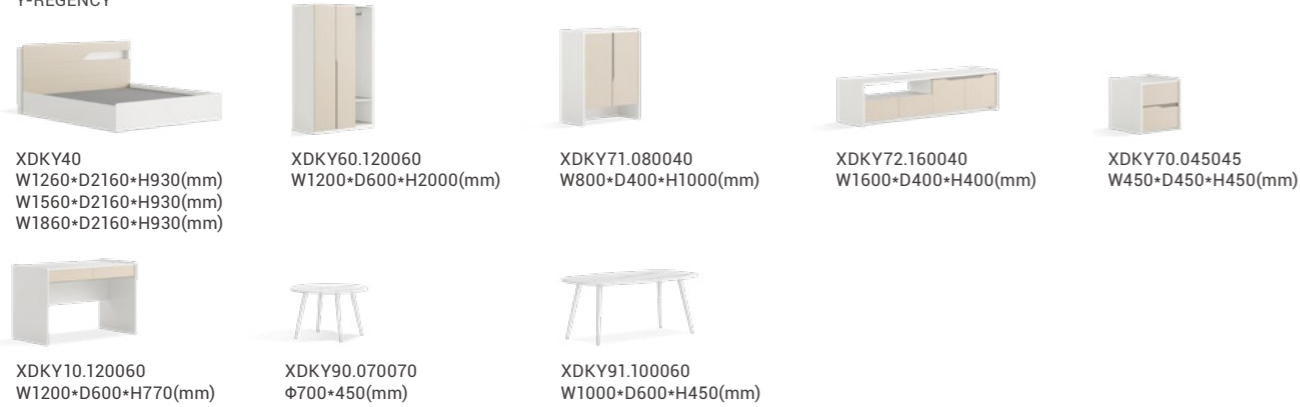 Y-REGENCY
XDKY40
W1260*D2160*H930(mm)
W1560*D2160*H930(mm)
W1860*D2160*H930(mm)
XDKY60.120060
W1200*D600*H2000(mm)
XDKY71.080040
W800*D400*H1000(mm)
XDKY72.160040
W1600*D400*H400(mm)
XDKY70.045045
W450*D450*H450(mm)
XDKY10.120060
W1200*D600*H770(mm)
XDKY90.070070
Φ700*450(mm)
XDKY91.100060
W1000*D600*H450(mm)